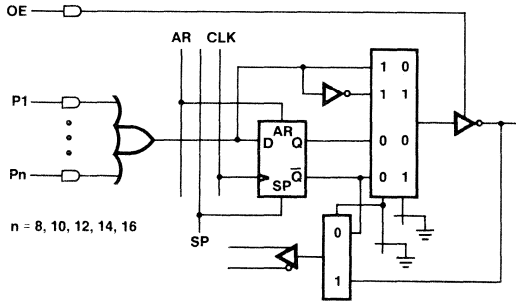 OE
AR CLK
P1
1 0
1 1
AR
D Q
0 0
Q̅
0 1
SP
Pn
n = 8, 10, 12, 14, 16
SP
0
1